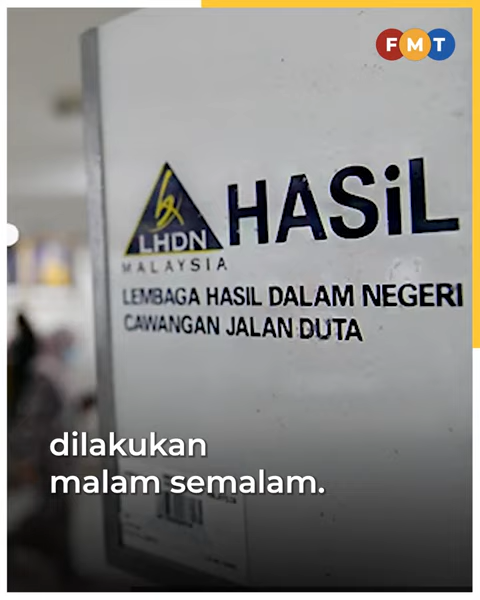 FMT
HASiL
LHDN
MALAYSIA
LEMBAGA HASIL DALAM NEGERI
CAWANGAN JALAN DUTA
dilakukan
malam semalam.